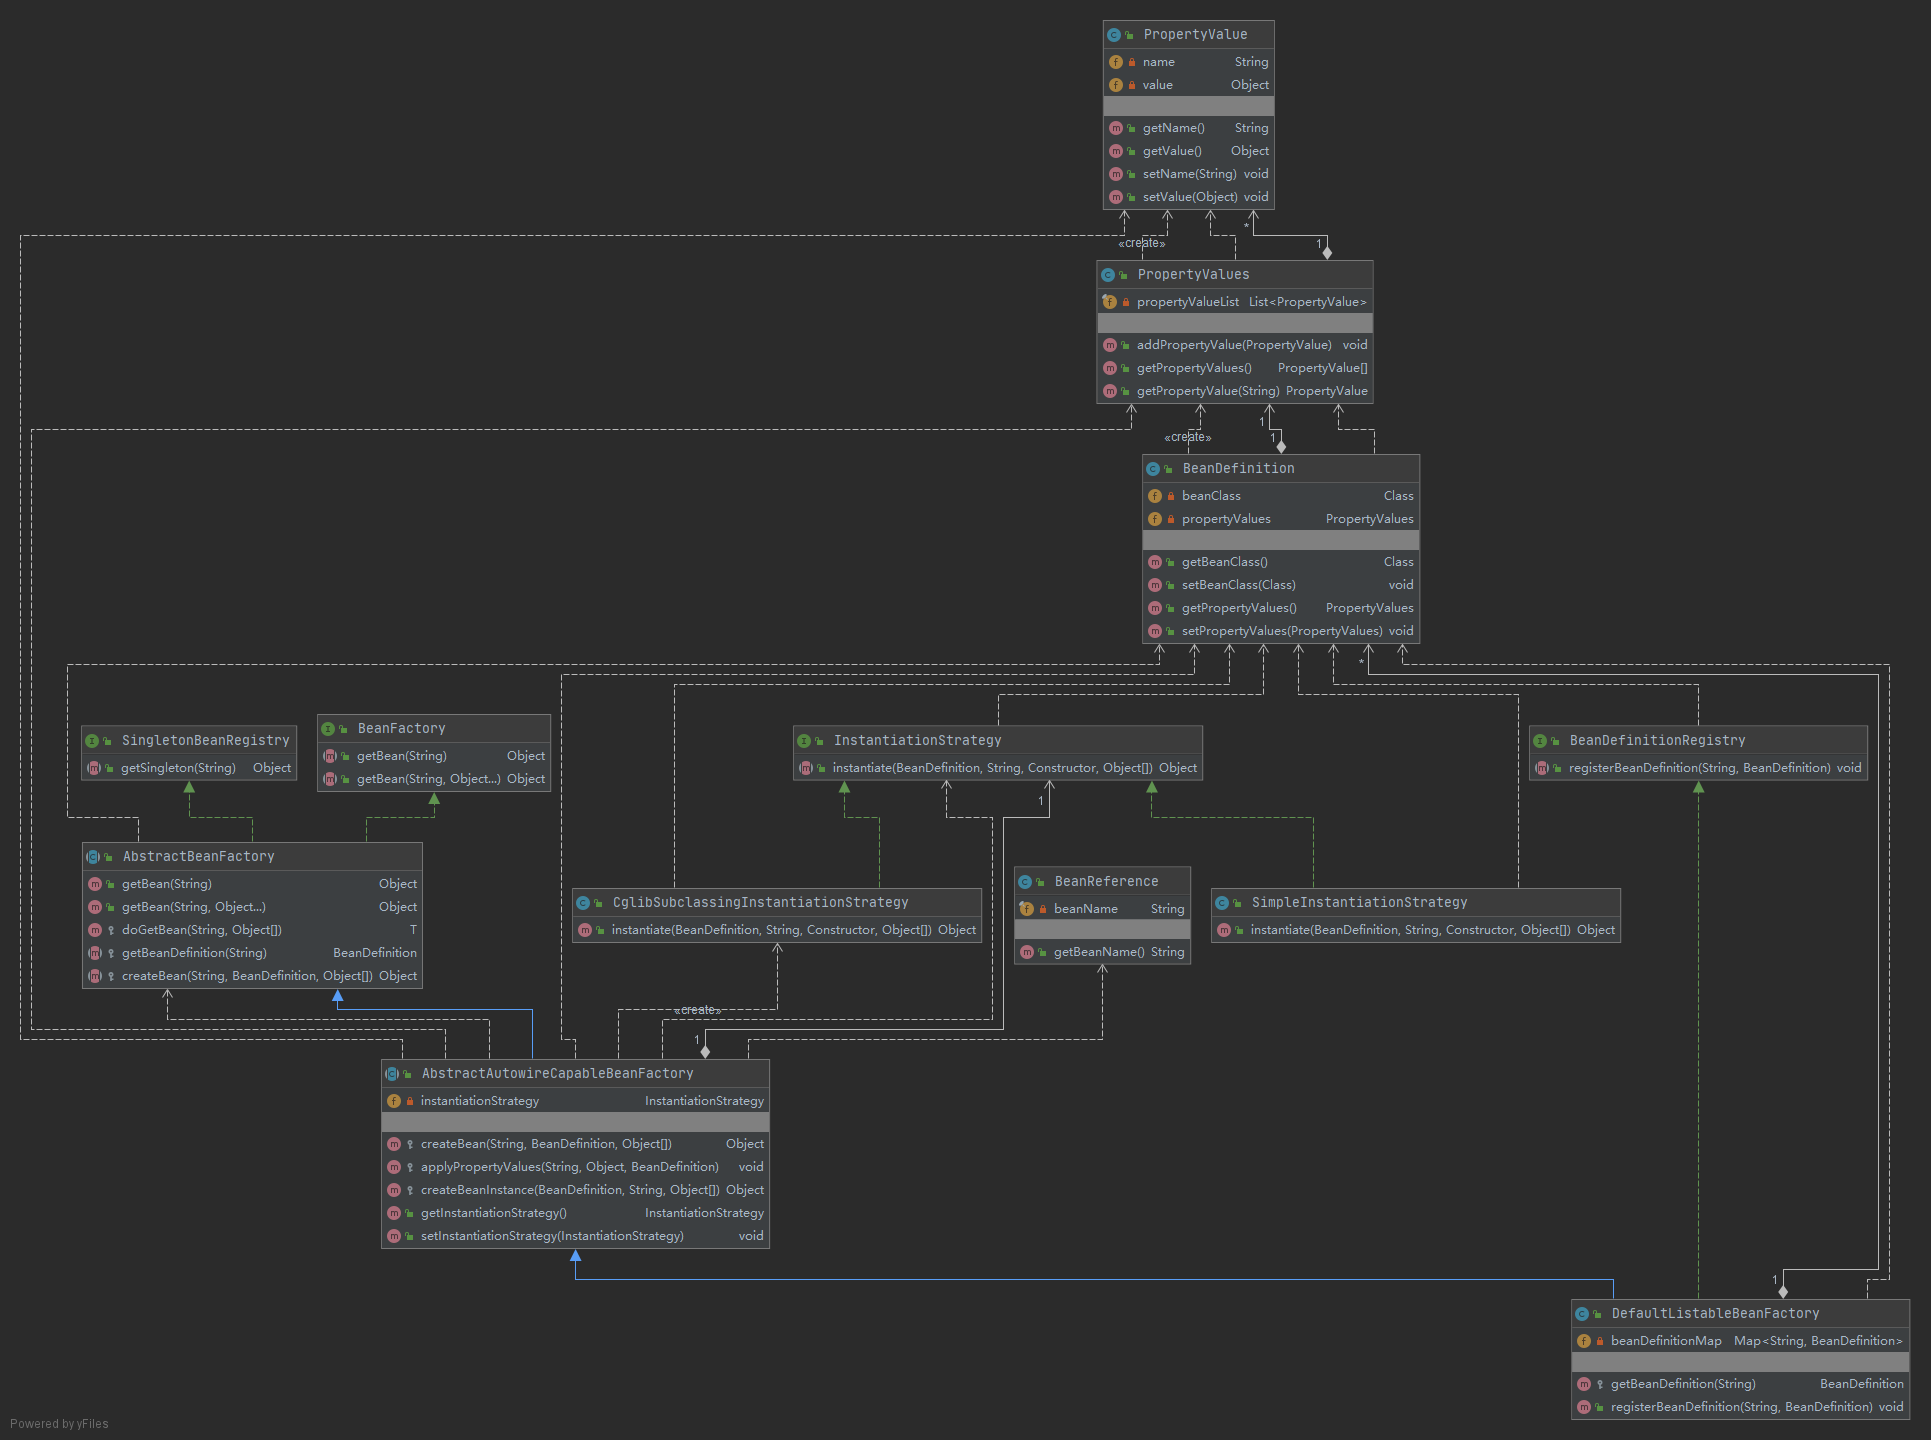 PropertyValue
name String
value Object
getName() String
getValue() Object
setName(String) void
setValue(Object) void
«create»
*
1
PropertyValues
propertyValueList List<PropertyValue>
addPropertyValue(PropertyValue) void
getPropertyValues() PropertyValue[]
getPropertyValue(String) PropertyValue
«create»
1
1
BeanDefinition
beanClass Class
propertyValues PropertyValues
getBeanClass() Class
setBeanClass(Class) void
getPropertyValues() PropertyValues
setPropertyValues(PropertyValues) void
*
SingletonBeanRegistry
getSingleton(String) Object
BeanFactory
getBean(String) Object
getBean(String, Object...) Object
InstantiationStrategy
instantiate(BeanDefinition, String, Constructor, Object[]) Object
1
BeanDefinitionRegistry
registerBeanDefinition(String, BeanDefinition) void
AbstractBeanFactory
getBean(String) Object
getBean(String, Object...) Object
doGetBean(String, Object[]) T
getBeanDefinition(String) BeanDefinition
createBean(String, BeanDefinition, Object[]) Object
CglibSubclassingInstantiationStrategy
instantiate(BeanDefinition, String, Constructor, Object[]) Object
BeanReference
beanName String
getBeanName() String
SimpleInstantiationStrategy
instantiate(BeanDefinition, String, Constructor, Object[]) Object
«create»
1
AbstractAutowireCapableBeanFactory
instantiationStrategy InstantiationStrategy
createBean(String, BeanDefinition, Object[]) Object
applyPropertyValues(String, Object, BeanDefinition) void
createBeanInstance(BeanDefinition, String, Object[]) Object
getInstantiationStrategy() InstantiationStrategy
setInstantiationStrategy(InstantiationStrategy) void
1
DefaultListableBeanFactory
beanDefinitionMap Map<String, BeanDefinition>
getBeanDefinition(String) BeanDefinition
registerBeanDefinition(String, BeanDefinition) void
Powered by yFiles